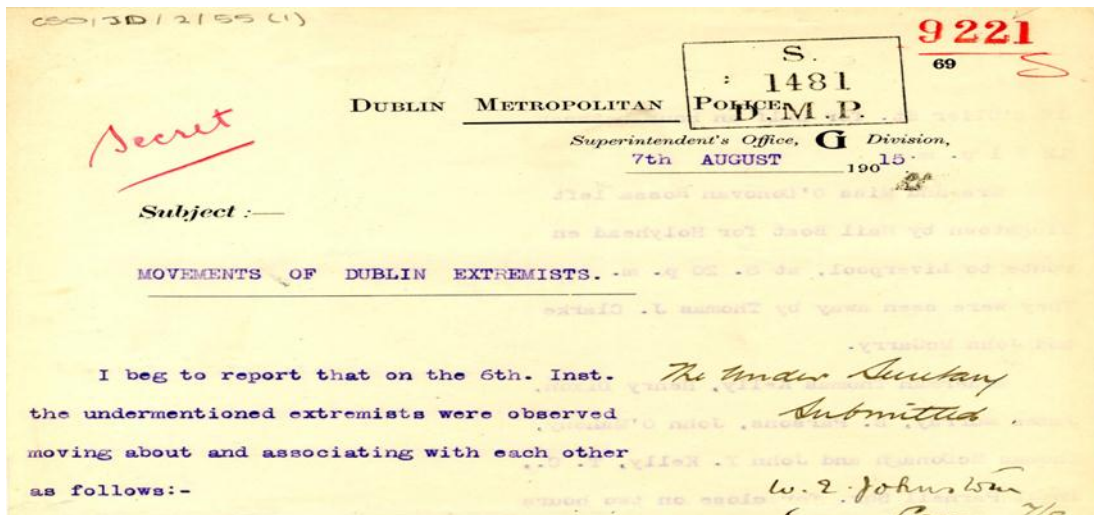 CSO/JD/2/55 (1)
9221
S.
69
S
: 1481
Secret
DUBLIN METROPOLITAN POLICE,
D.M.P.
Superintendent's Office, G Division,
7th AUGUST 190 15.
Subject :—
MOVEMENTS OF DUBLIN EXTREMISTS.
I beg to report that on the 6th. Inst.
the undermentioned extremists were observed
moving about and associating with each other
as follows:-
The Under Secretary
Submitted.
W. E. Johnstone